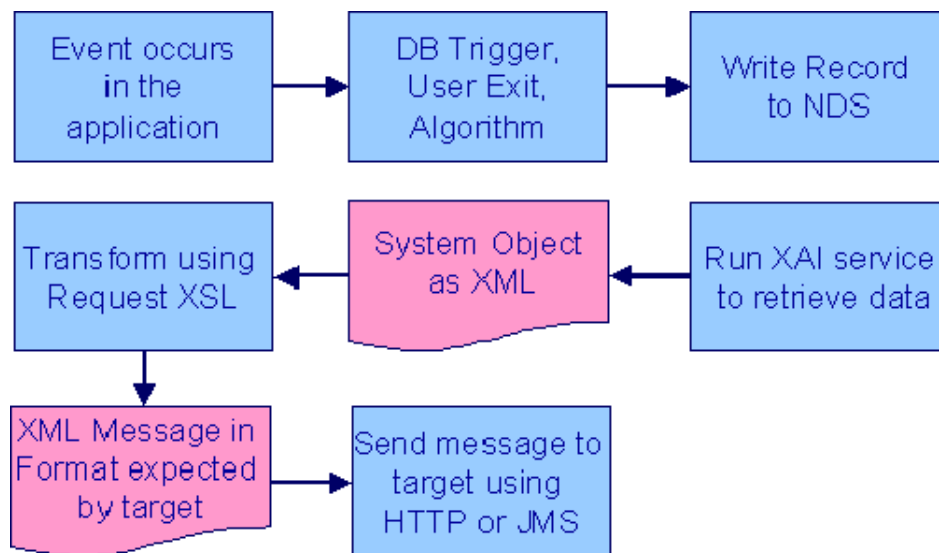 Event occurs
in the
application
DB Trigger,
User Exit,
Algorithm
Write Record
to NDS
Transform using
Request XSL
System Object
as XML
Run XAI service
to retrieve data
XML Message in
Format expected
by target
Send message to
target using
HTTP or JMS